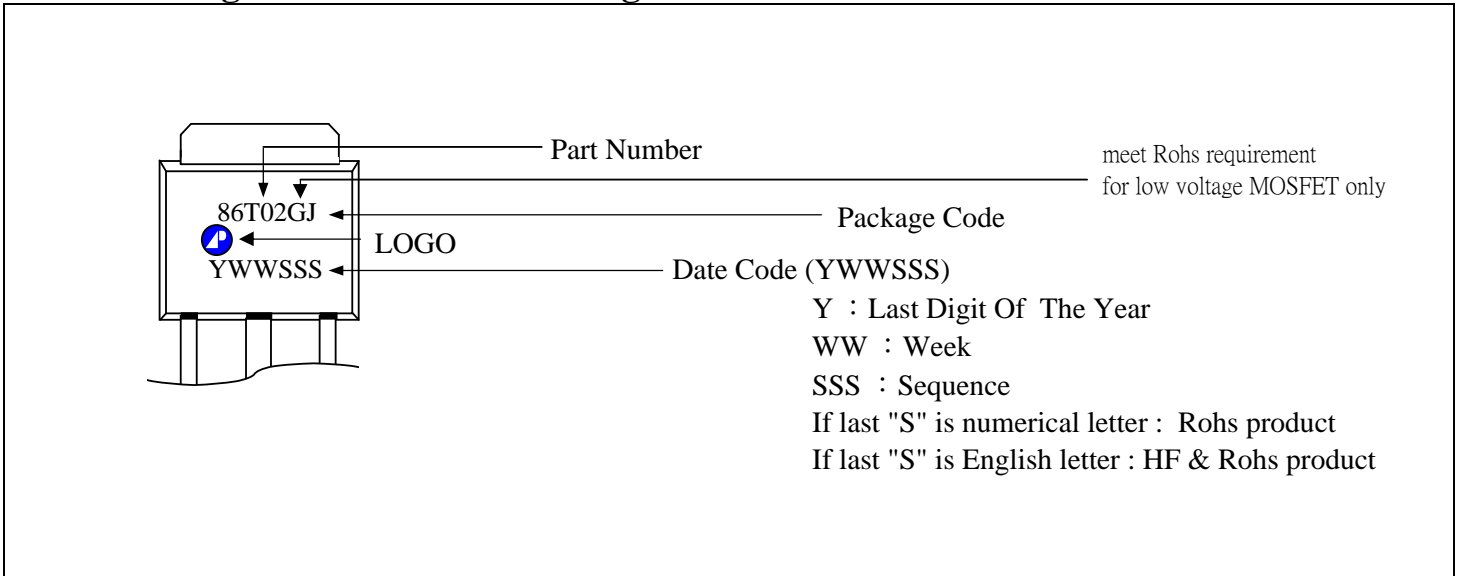 Part Number
meet Rohs requirement
for low voltage MOSFET only
86T02GJ
Package Code
LOGO
YWWSSS
Date Code (YWWSSS)
Y ：Last Digit Of The Year
WW ：Week
SSS ：Sequence
If last "S" is numerical letter : Rohs product
If last "S" is English letter : HF & Rohs product